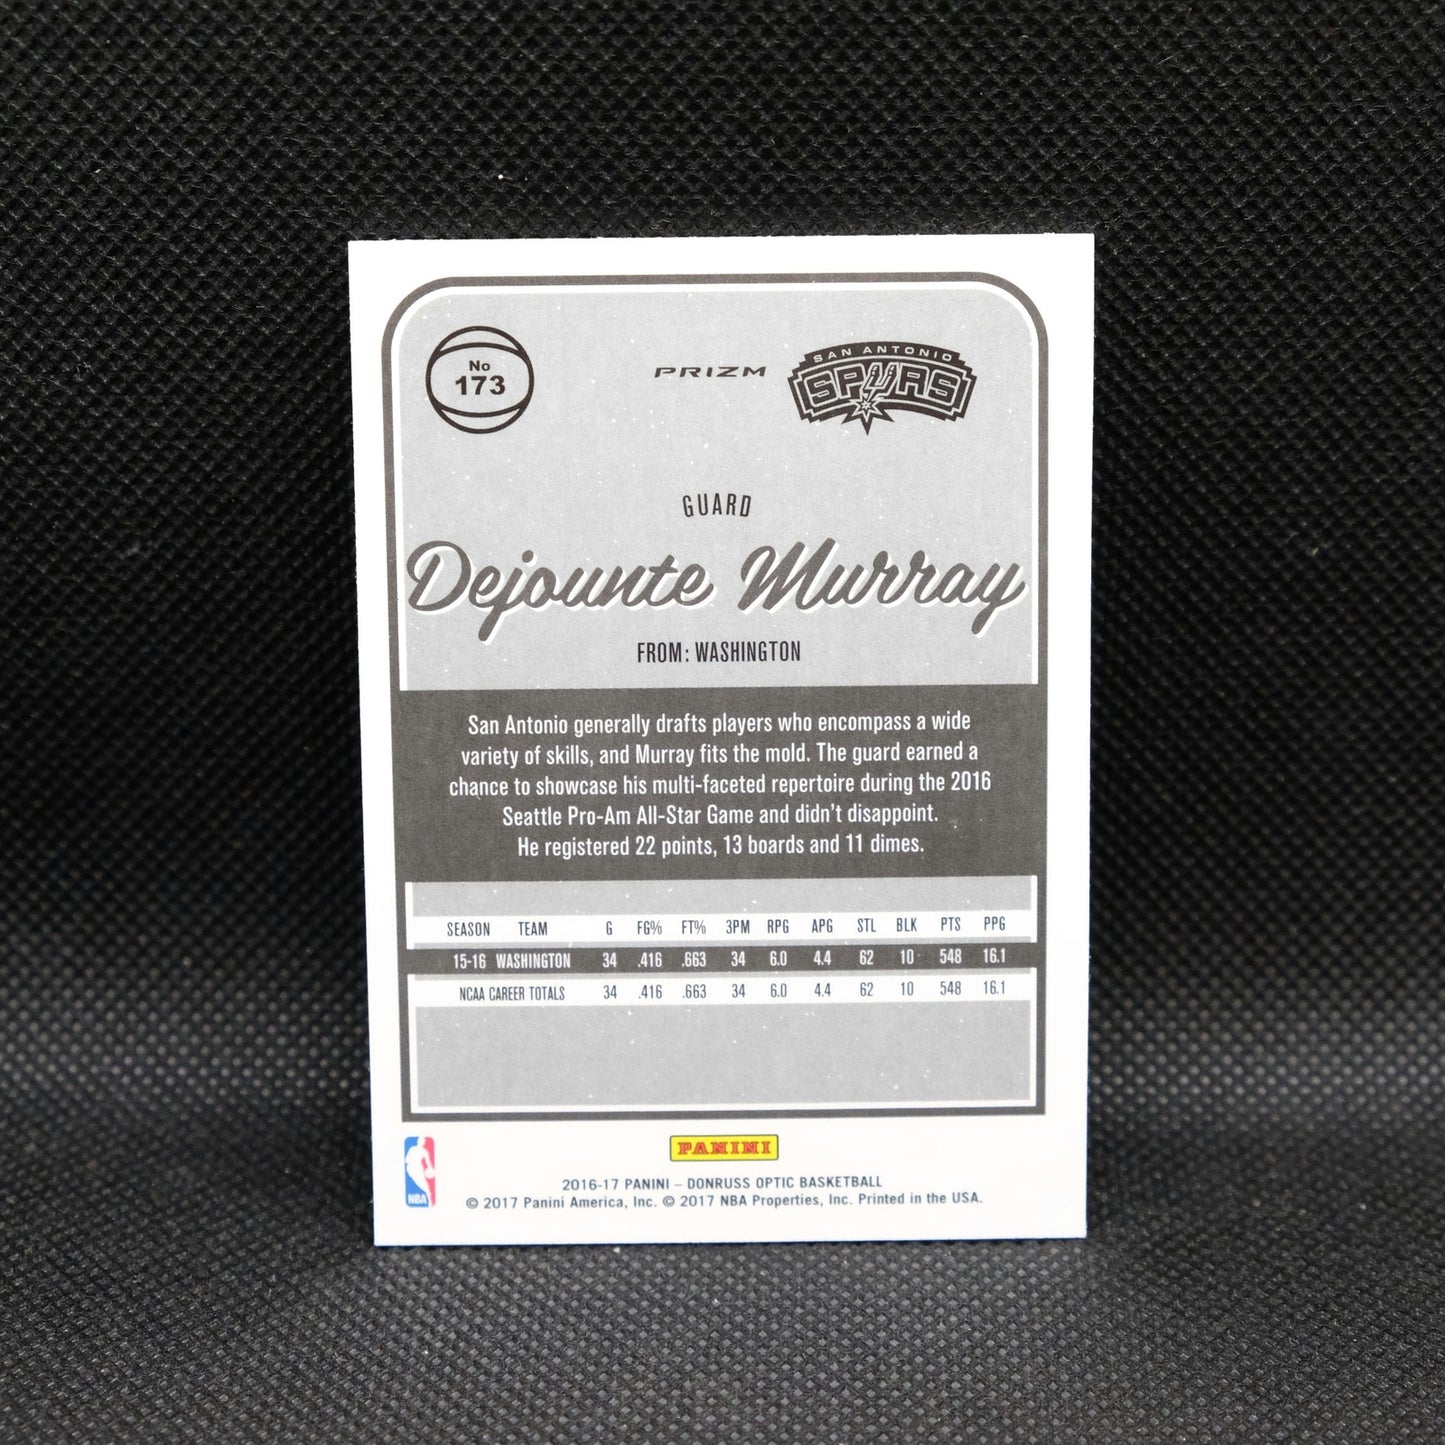 No
173
PRIZM
SAN ANTONIO
SPURS
GUARD
Dejounte Murray
FROM: WASHINGTON
San Antonio generally drafts players who encompass a wide
variety of skills, and Murray fits the mold. The guard earned a
chance to showcase his multi-faceted repertoire during the 2016
Seattle Pro-Am All-Star Game and didn't disappoint.
He registered 22 points, 13 boards and 11 dimes.
SEASON TEAM G FG% FT% 3PM RPG APG STL BLK PTS PPG
15-16 WASHINGTON 34 .416 .663 34 6.0 4.4 62 10 548 16.1
NCAA CAREER TOTALS 34 .416 .663 34 6.0 4.4 62 10 548 16.1
NBA
PANINI
2016-17 PANINI – DONRUSS OPTIC BASKETBALL
© 2017 Panini America, Inc. © 2017 NBA Properties, Inc. Printed in the USA.